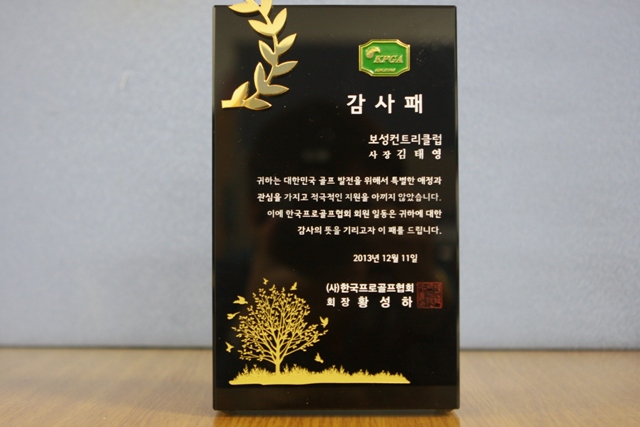 KPGA
감사패
보성컨트리클럽
사장 김태영
귀하는 대한민국 골프 발전을 위해서 특별한 애정과
관심을 가지고 적극적인 지원을 아끼지 않았습니다.
이에 한국프로골프협회 회원 일동은 귀하에 대한
감사의 뜻을 기리고자 이 패를 드립니다.
2013년 12월 11일
(사)한국프로골프협회
회장 황성하